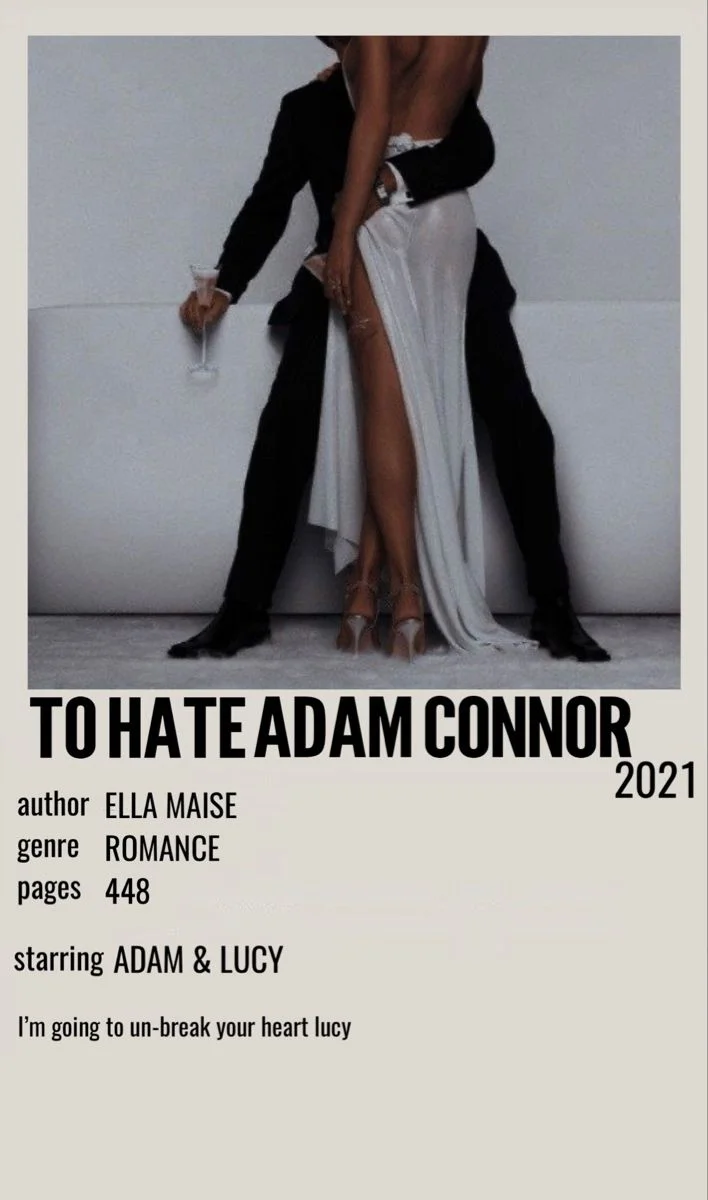 TO HATE ADAM CONNOR
2021
author ELLA MAISE
genre ROMANCE
pages 448
starring ADAM & LUCY
I'm going to un-break your heart lucy